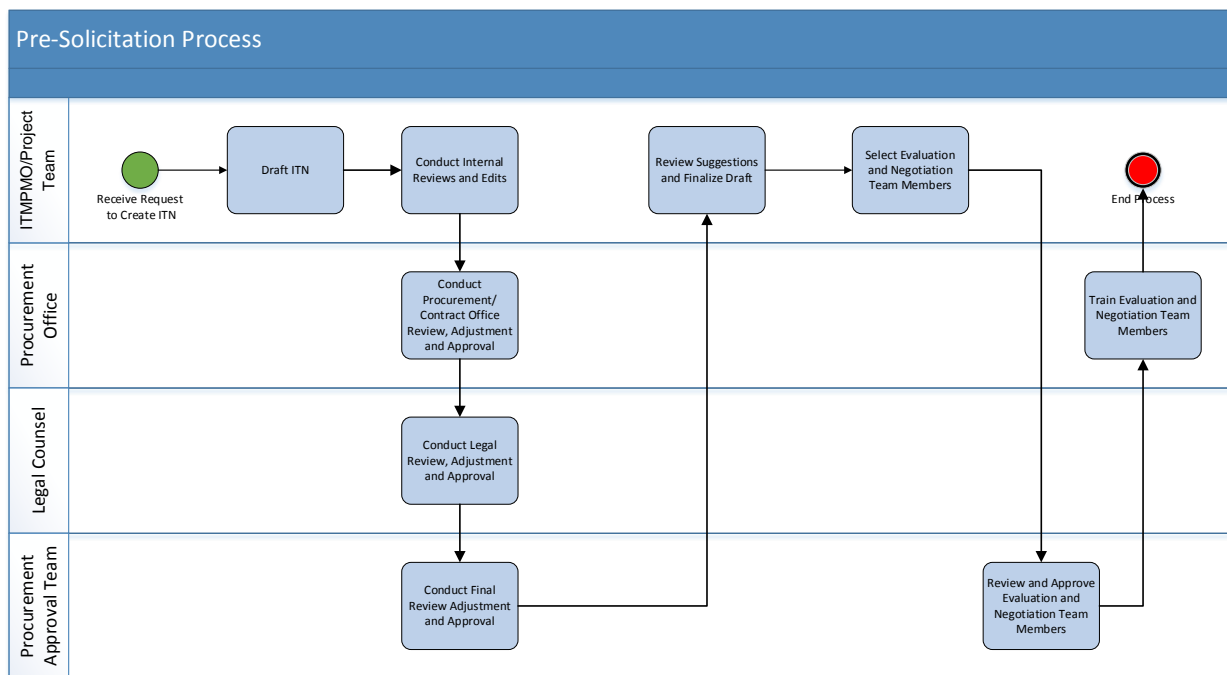 Pre-Solicitation Process
ITMPMO/Project
Team
Receive Request
to Create ITN
Draft ITN
Conduct Internal
Reviews and Edits
Review Suggestions
and Finalize Draft
Select Evaluation
and Negotiation
Team Members
End Process
Procurement
Office
Conduct
Procurement/
Contract Office
Review, Adjustment
and Approval
Train Evaluation and
Negotiation Team
Members
Legal Counsel
Conduct Legal
Review, Adjustment
and Approval
Procurement
Approval Team
Conduct Final
Review Adjustment
and Approval
Review and Approve
Evaluation and
Negotiation Team
Members